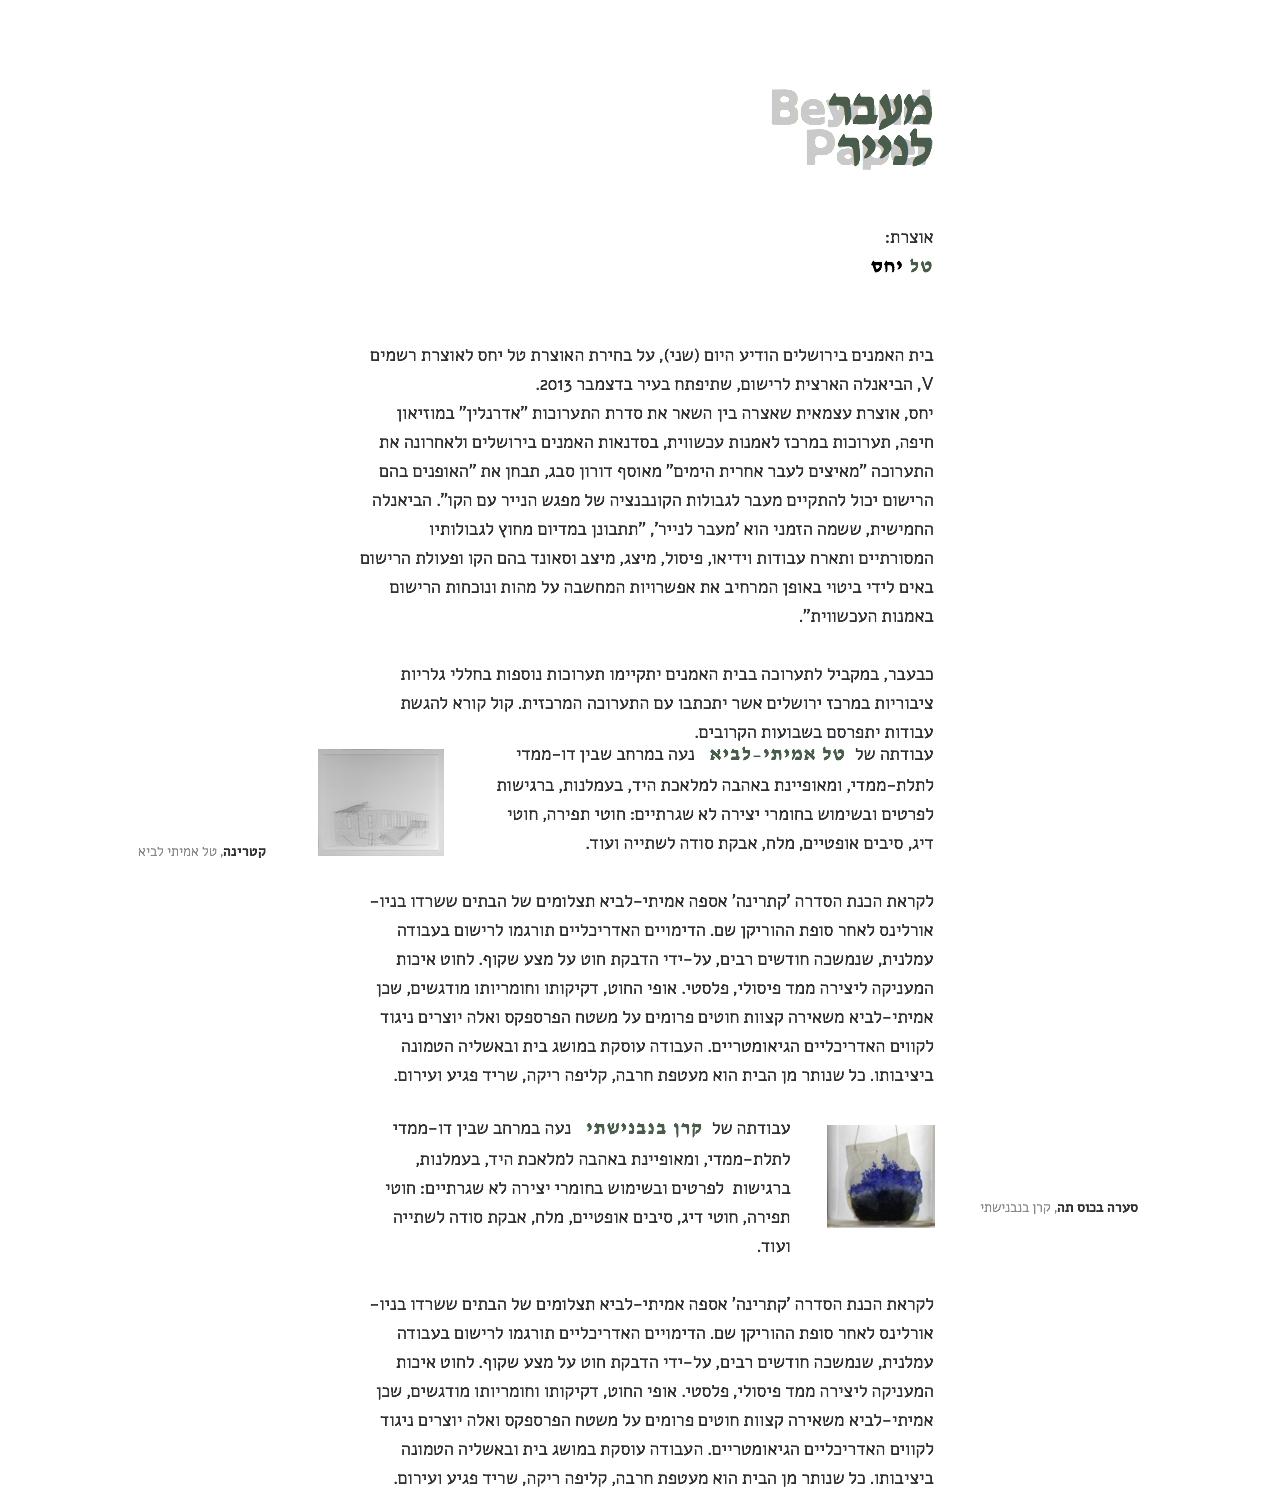 מעבר
לנייר
Beyond
Paper
אוצרת:
טל יחס
בית האמנים בירושלים הודיע היום (שני), על בחירת האוצרת טל יחס לאוצרת רשמים
V, הביאנלה הארצית לרישום, שתיפתח בעיר בדצמבר 2013.
יחס, אוצרת עצמאית שאצרה בין השאר את סדרת התערוכות "אדרנלין" במוזיאון
חיפה, תערוכות במרכז לאמנות עכשווית, בסדנאות האמנים בירושלים ולאחרונה את
התערוכה "מאיצים לעבר אחרית הימים" מאוסף דורון סבג, תבחן את "האופנים בהם
הרישום יכול להתקיים מעבר לגבולות הקונבנציה של מפגש הנייר עם הקו". הביאנלה
החמישית, ששמה הזמני הוא 'מעבר לנייר', "תתבונן במדיום מחוץ לגבולותיו
המסורתיים ותארח עבודות וידיאו, פיסול, מיצג, מיצב וסאונד בהם הקו ופעולת הרישום
באים לידי ביטוי באופן המרחיב את אפשרויות המחשבה על מהות ונוכחות הרישום
באמנות העכשווית".
כבעבר, במקביל לתערוכה בבית האמנים יתקיימו תערוכות נוספות בחללי גלריות
ציבוריות במרכז ירושלים אשר יתכתבו עם התערוכה המרכזית. קול קורא להגשת
עבודות יתפרסם בשבועות הקרובים.
עבודתה של טל אמיתי-לביא נעה במרחב שבין דו-ממדי
לתלת-ממדי, ומאופיינת באהבה למלאכת היד, בעמלנות, ברגישות
לפרטים ובשימוש בחומרי יצירה לא שגרתיים: חוטי תפירה, חוטי
דיג, סיבים אופטיים, מלח, אבקת סודה לשתייה ועוד.
קטרינה, טל אמיתי לביא
לקראת הכנת הסדרה 'קתרינה' אספה אמיתי-לביא תצלומים של הבתים ששרדו בניו-
אורלינס לאחר סופת ההוריקן שם. הדימויים האדריכליים תורגמו לרישום בעבודה
עמלנית, שנמשכה חודשים רבים, על-ידי הדבקת חוט על מצע שקוף. לחוט איכות
המעניקה ליצירה ממד פיסולי, פלסטי. אופי החוט, דקיקותו וחומריותו מודגשים, שכן
אמיתי-לביא משאירה קצוות חוטים פרומים על משטח הפרספקס ואלה יוצרים ניגוד
לקווים האדריכליים הגיאומטריים. העבודה עוסקת במושג בית ובאשליה הטמונה
ביציבותו. כל שנותר מן הבית הוא מעטפת חרבה, קליפה ריקה, שריד פגיע ועירום.
עבודתה של קרן בנבנישתי נעה במרחב שבין דו-ממדי
לתלת-ממדי, ומאופיינת באהבה למלאכת היד, בעמלנות,
ברגישות לפרטים ובשימוש בחומרי יצירה לא שגרתיים: חוטי
תפירה, חוטי דיג, סיבים אופטיים, מלח, אבקת סודה לשתייה
ועוד.
סערה בכוס תה, קרן בנבנישתי
לקראת הכנת הסדרה 'קתרינה' אספה אמיתי-לביא תצלומים של הבתים ששרדו בניו-
אורלינס לאחר סופת ההוריקן שם. הדימויים האדריכליים תורגמו לרישום בעבודה
עמלנית, שנמשכה חודשים רבים, על-ידי הדבקת חוט על מצע שקוף. לחוט איכות
המעניקה ליצירה ממד פיסולי, פלסטי. אופי החוט, דקיקותו וחומריותו מודגשים, שכן
אמיתי-לביא משאירה קצוות חוטים פרומים על משטח הפרספקס ואלה יוצרים ניגוד
לקווים האדריכליים הגיאומטריים. העבודה עוסקת במושג בית ובאשליה הטמונה
ביציבותו. כל שנותר מן הבית הוא מעטפת חרבה, קליפה ריקה, שריד פגיע ועירום.